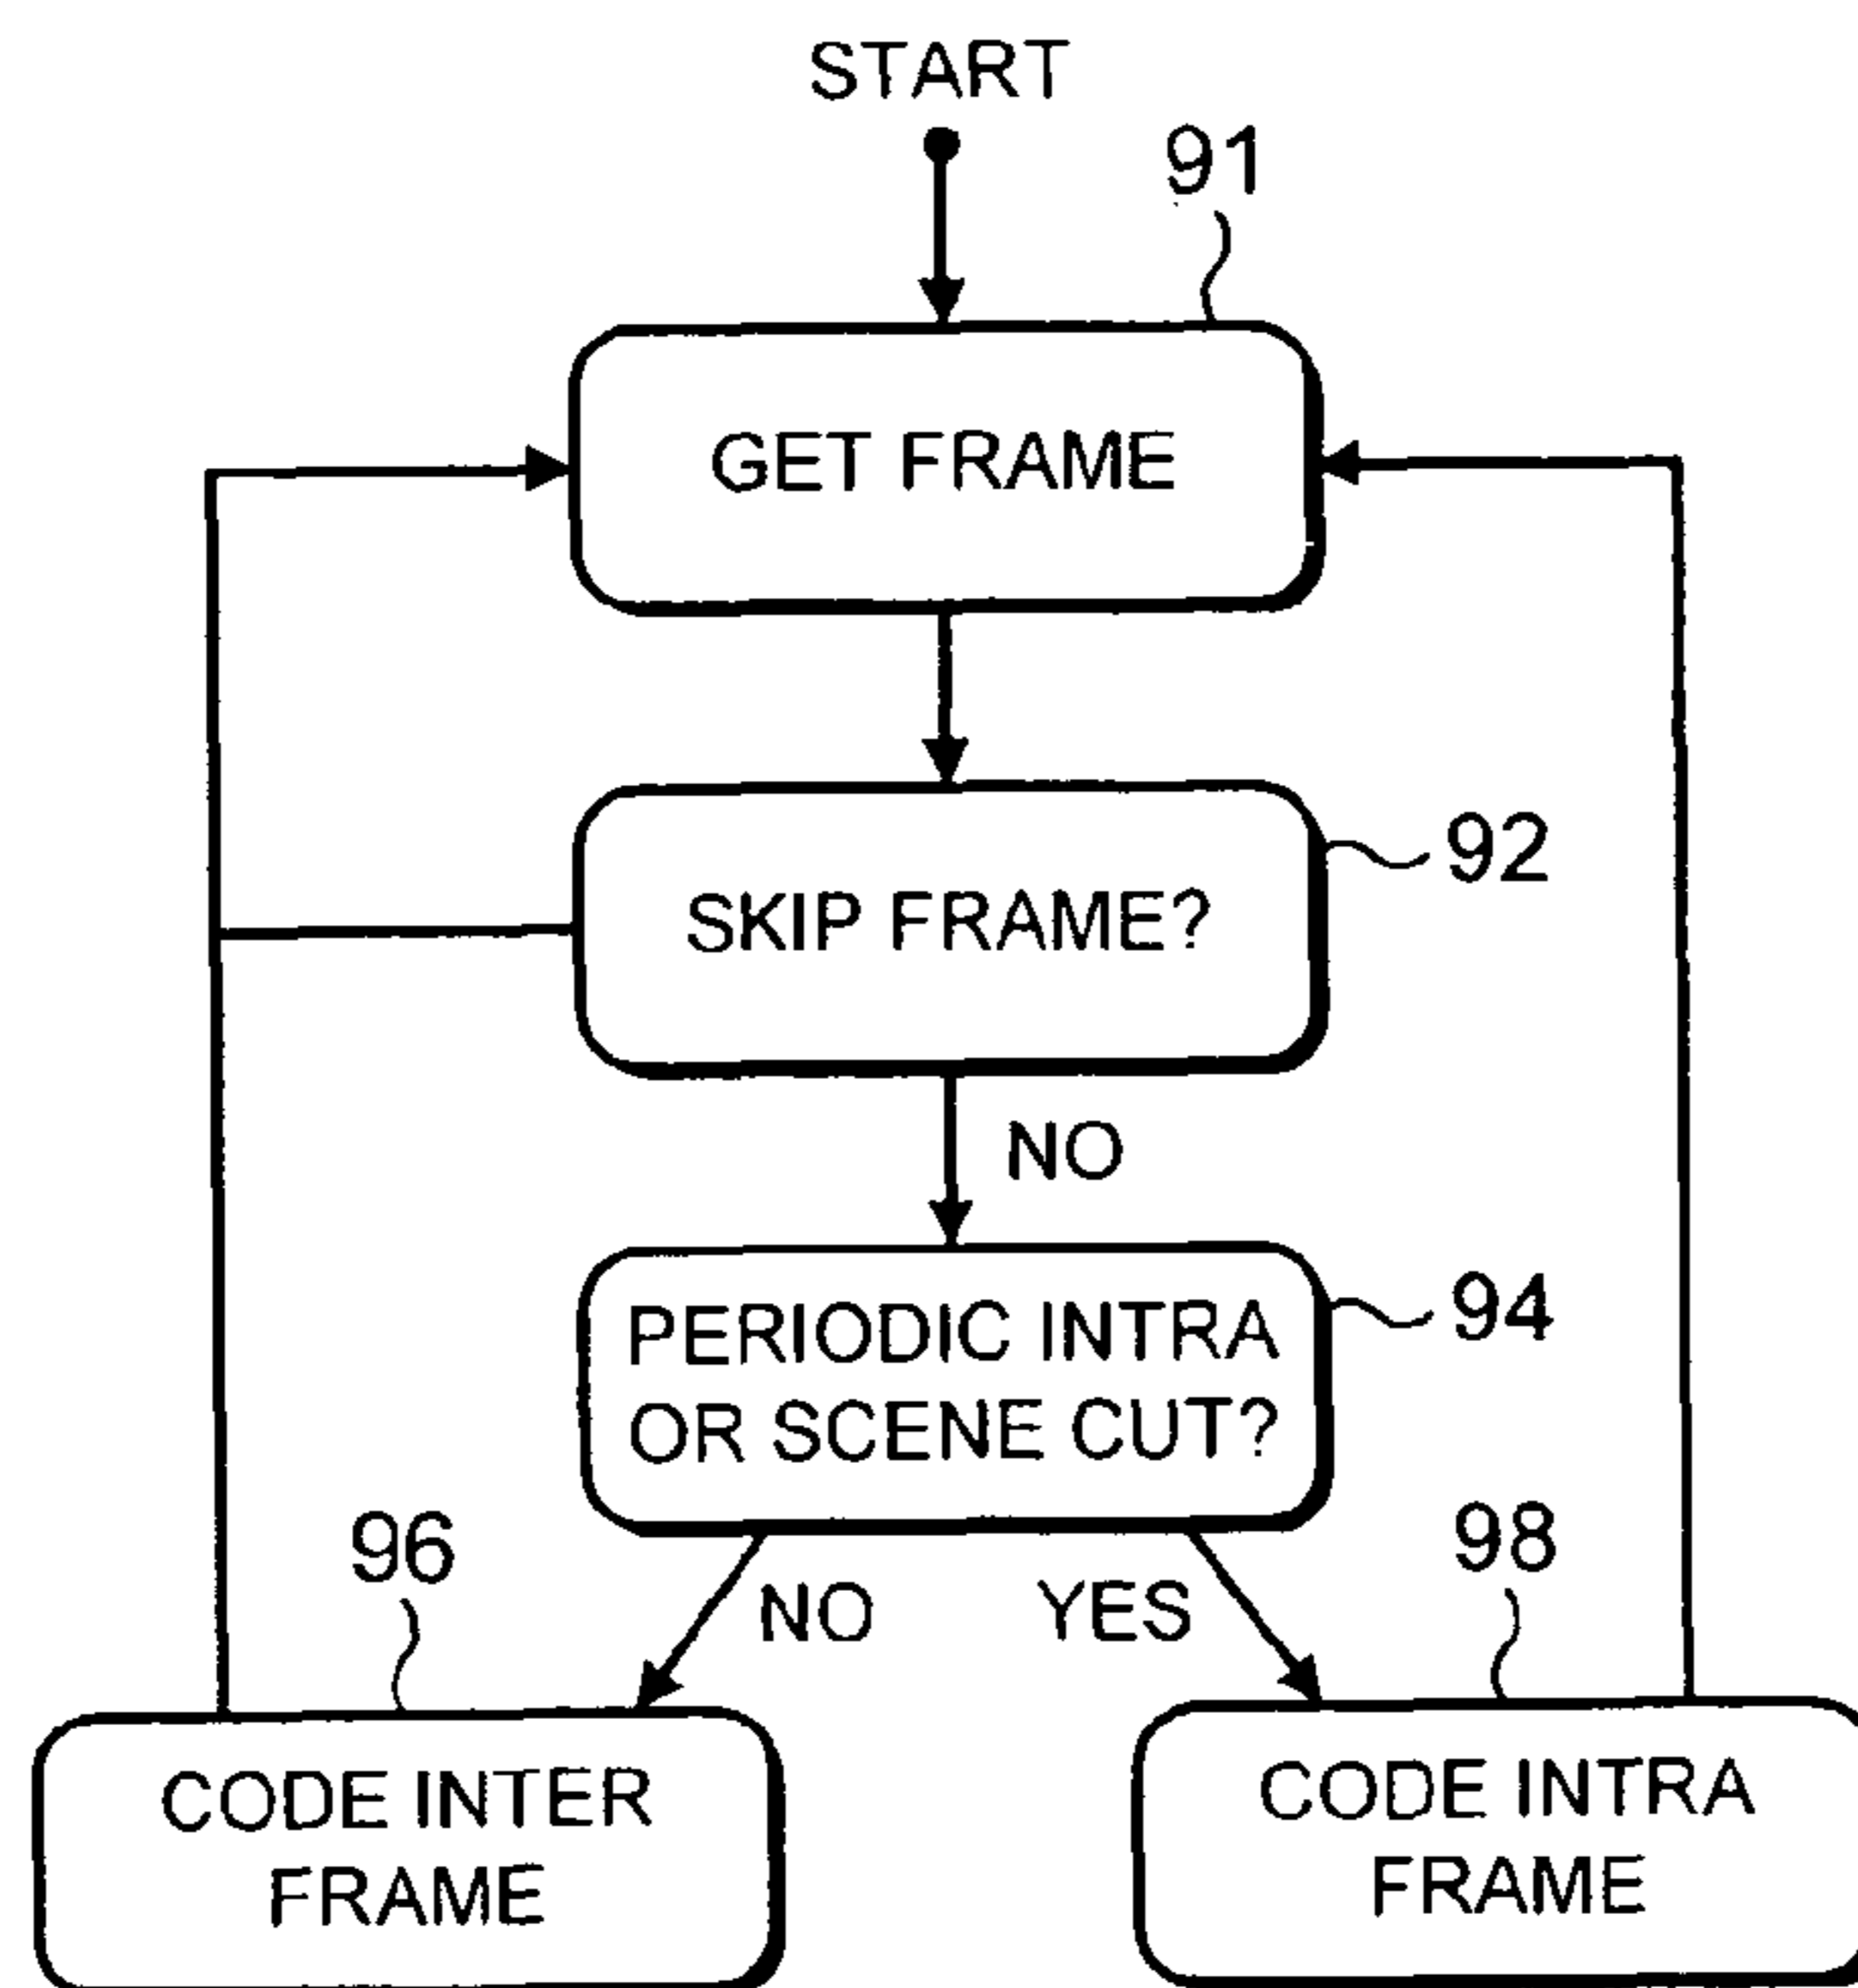 START
91
GET FRAME
92
SKIP FRAME?
NO
94
PERIODIC INTRA
OR SCENE CUT?
96
98
NO
YES
CODE INTER
FRAME
CODE INTRA
FRAME